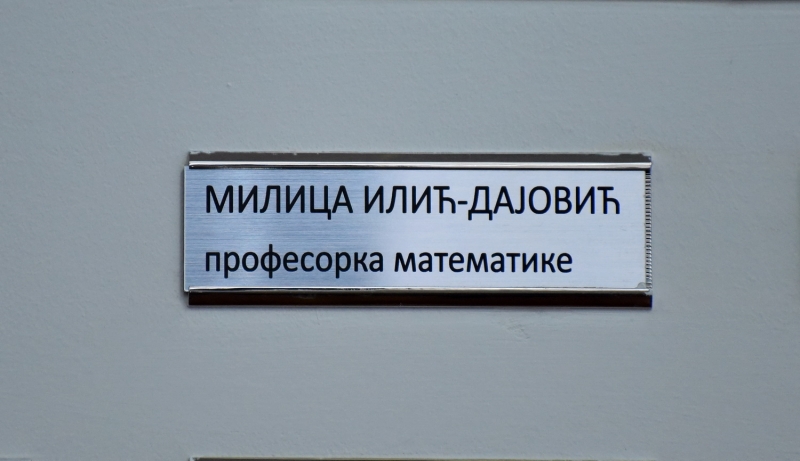 МИЛИЦА ИЛИЋ-ДАЈОВИЋ
професорка математике